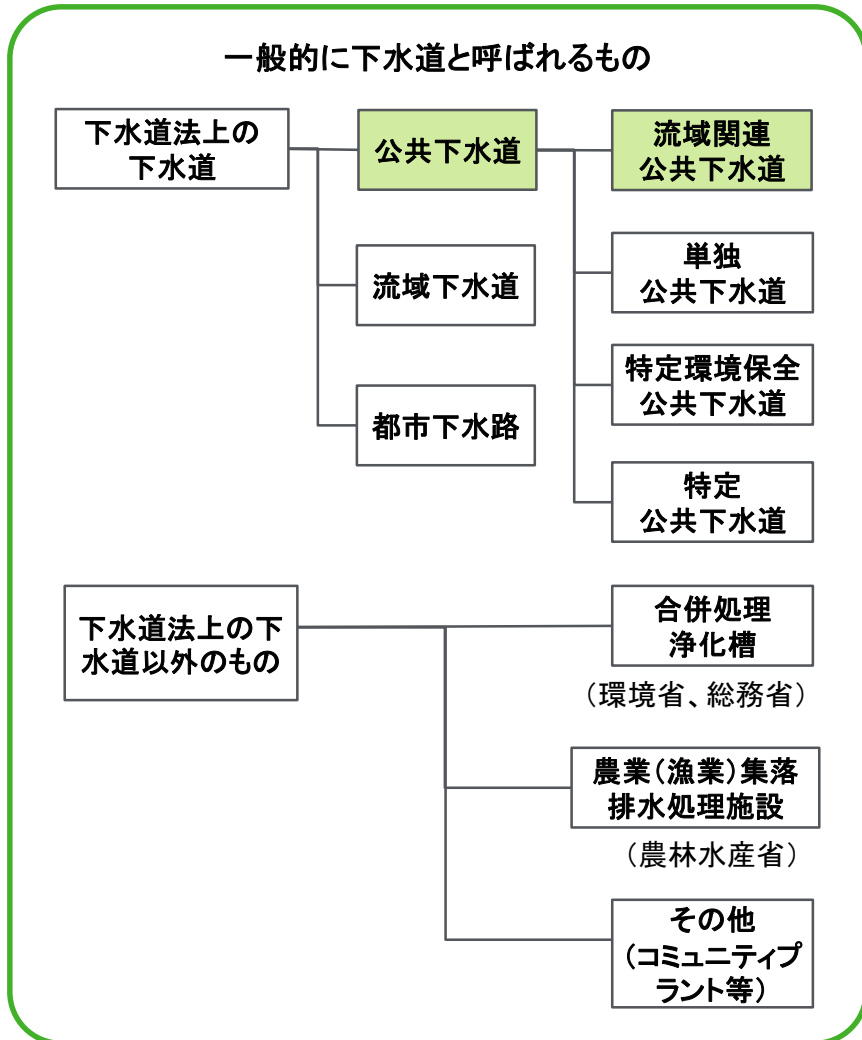 一般的に下水道と呼ばれるもの
下水道法上の
下水道
公共下水道
流域関連
公共下水道
単独
公共下水道
流域下水道
特定環境保全
公共下水道
都市下水路
特定
公共下水道
下水道法上の下
水道以外のもの
合併処理
浄化槽
（環境省、総務省）
農業（漁業）集落
排水処理施設
（農林水産省）
その他
（コミュニティプ
ラント等）